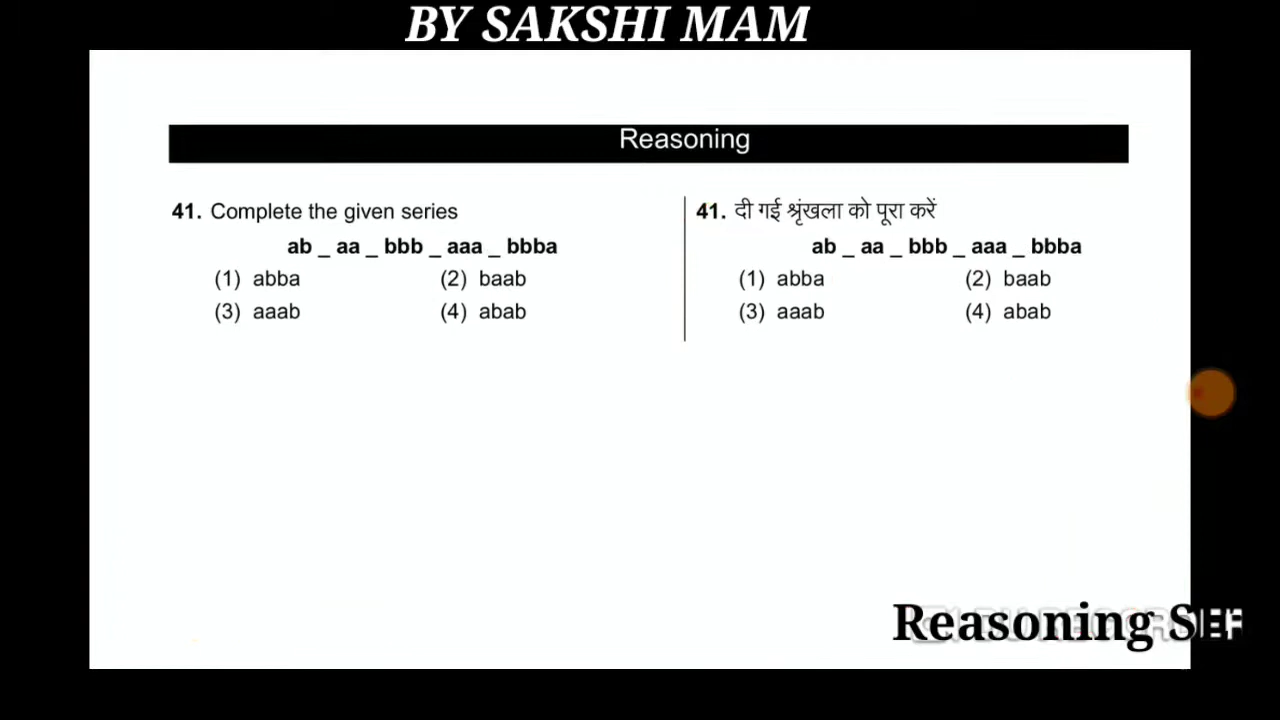 BY SAKSHI MAM
Reasoning
41. Complete the given series
ab _ aa _ bbb _ aaa _ bbba
(1) abba (2) baab
(3) aaab (4) abab
41. दी गई श्रृंखला को पूरा करें
ab _ aa _ bbb _ aaa _ bbba
(1) abba (2) baab
(3) aaab (4) abab
Reasoning S